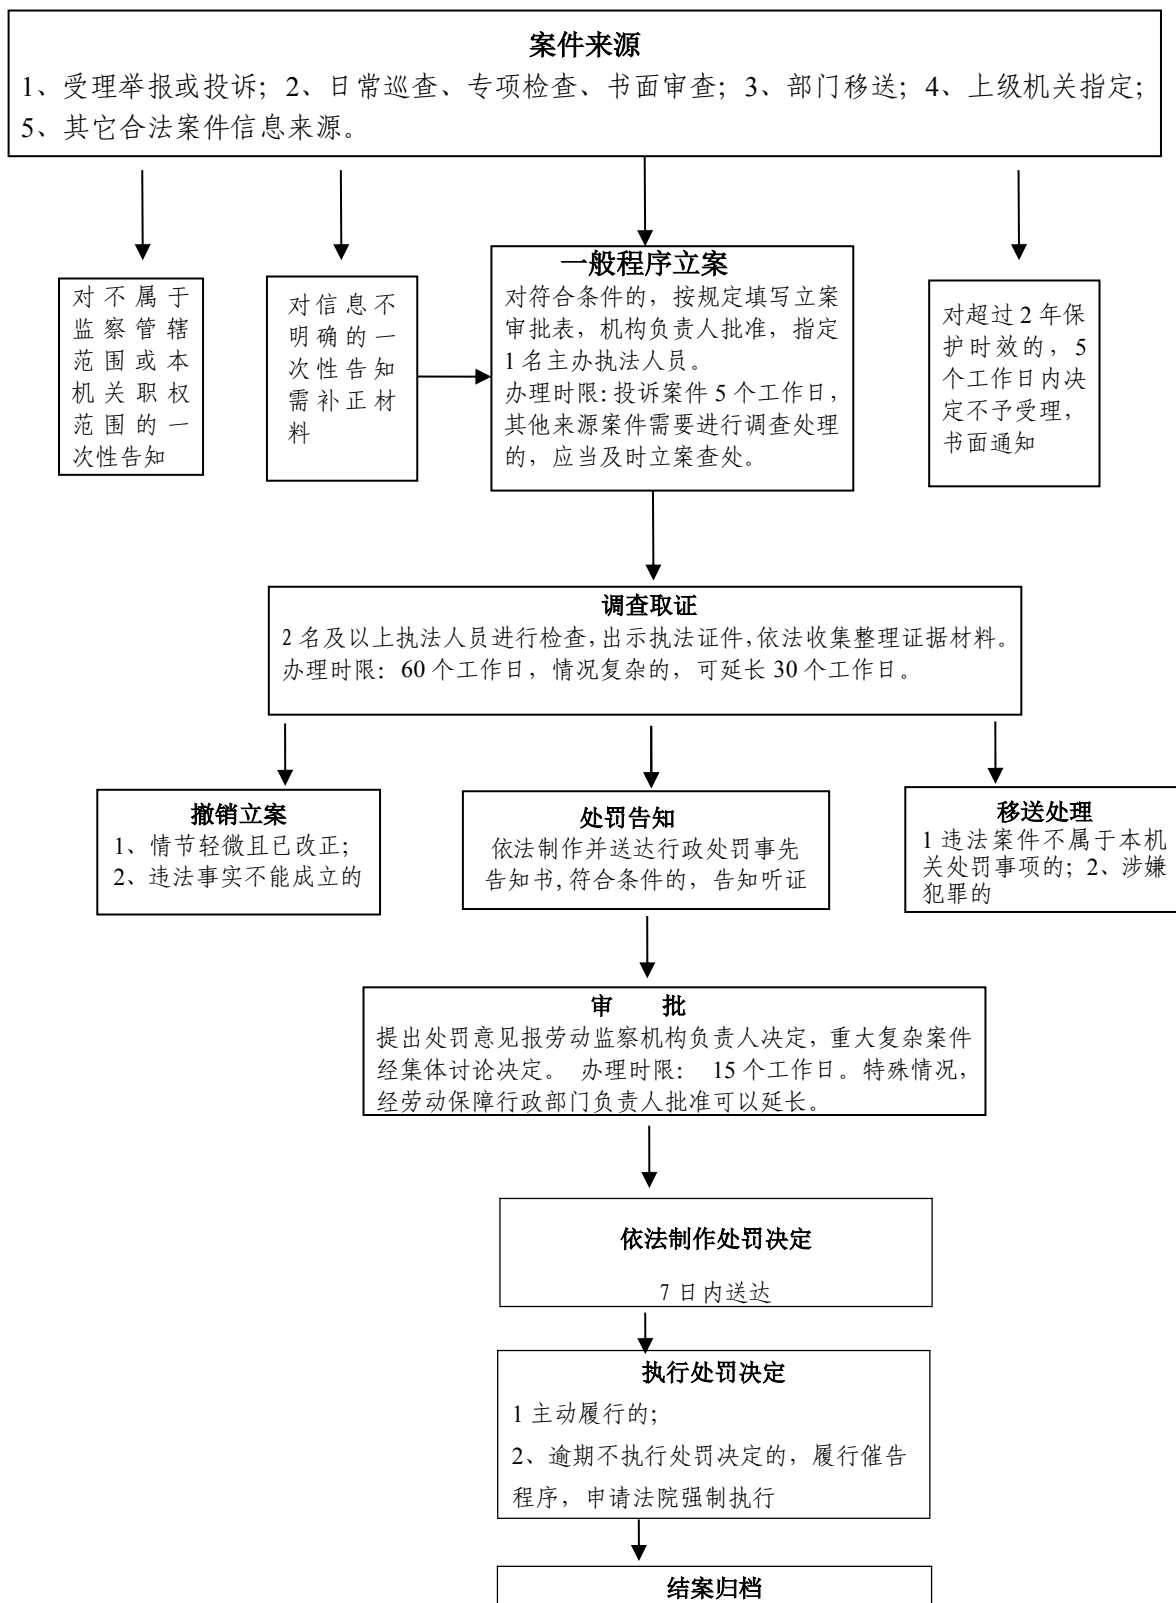 案件来源
1、受理举报或投诉；2、日常巡查、专项检查、书面审查；3、部门移送；4、上级机关指定；
5、其它合法案件信息来源。
对不属于
监察管辖
范围或本
机关职权
范围的一
次性告知
对信息不
明确的一
次性告知
需补正材
料
一般程序立案
对符合条件的，按规定填写立案
审批表，机构负责人批准，指定
1名主办执法人员。
办理时限：投诉案件 5 个工作日，
其他来源案件需要进行调查处理
的，应当及时立案查处。
对超过 2 年保
护时效的，5
个工作日内决
定不予受理，
书面通知
调查取证
2 名及以上执法人员进行检查，出示执法证件，依法收集整理证据材料。
办理时限：60 个工作日，情况复杂的，可延长 30 个工作日。
撤销立案
1、情节轻微且已改正；
2、违法事实不能成立的
处罚告知
依法制作并送达行政处罚事先
告知书,符合条件的，告知听证
移送处理
1 违法案件不属于本机
关处罚事项的；2、涉嫌
犯罪的
审 批
提出处罚意见报劳动监察机构负责人决定，重大复杂案件
经集体讨论决定。 办理时限： 15 个工作日。特殊情况，
经劳动保障行政部门负责人批准可以延长。
依法制作处罚决定
7 日内送达
执行处罚决定
1 主动履行的；
2、逾期不执行处罚决定的，履行催告
程序，申请法院强制执行
结案归档